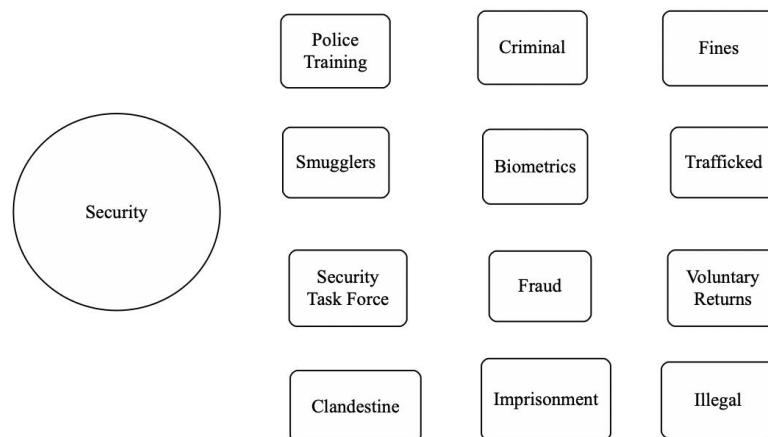 Security
Police
Training
Criminal
Fines
Smugglers
Biometrics
Trafficked
Security
Task Force
Fraud
Voluntary
Returns
Clandestine
Imprisonment
Illegal